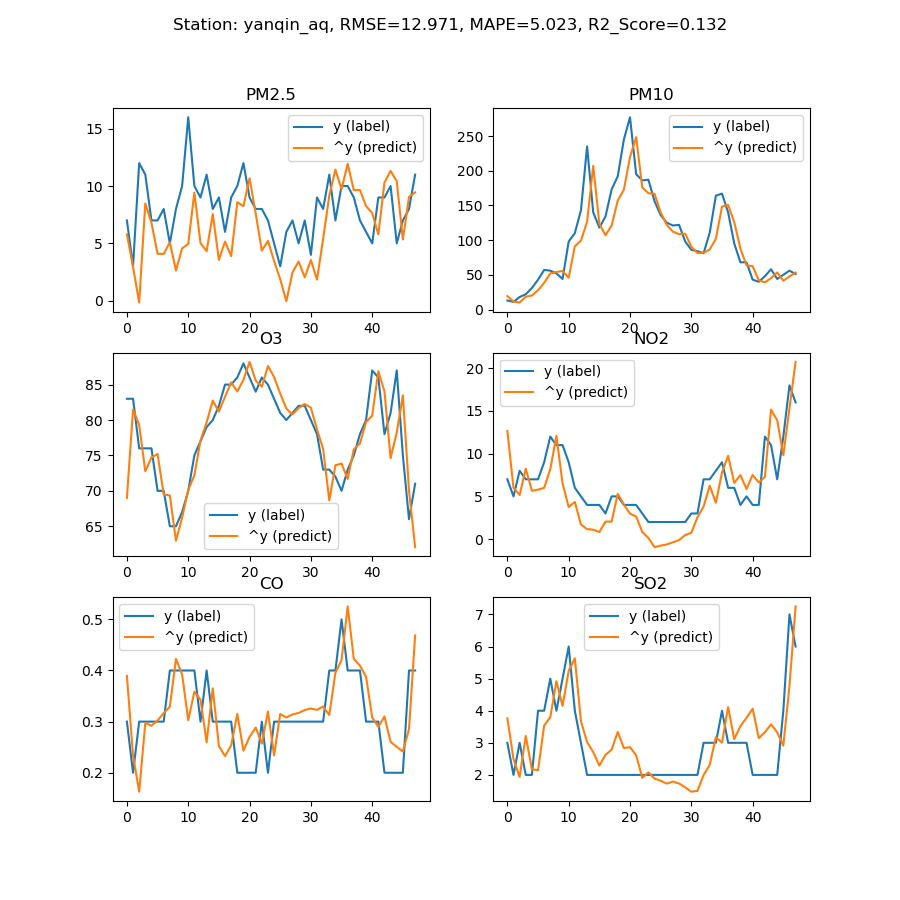 Station: yanqin_aq, RMSE=12.971, MAPE=5.023, R2_Score=0.132
PM2.5
15
10
5
0
y (label)
^y (predict)
0 10 20 30 40
PM10
250
200
150
100
50
0
y (label)
^y (predict)
0 10 20 30 40
O3
85
80
75
70
65
y (label)
^y (predict)
0 10 20 30 40
NO2
20
15
10
5
0
y (label)
^y (predict)
0 10 20 30 40
CO
0.5
0.4
0.3
0.2
y (label)
^y (predict)
0 10 20 30 40
SO2
7
6
5
4
3
2
y (label)
^y (predict)
0 10 20 30 40